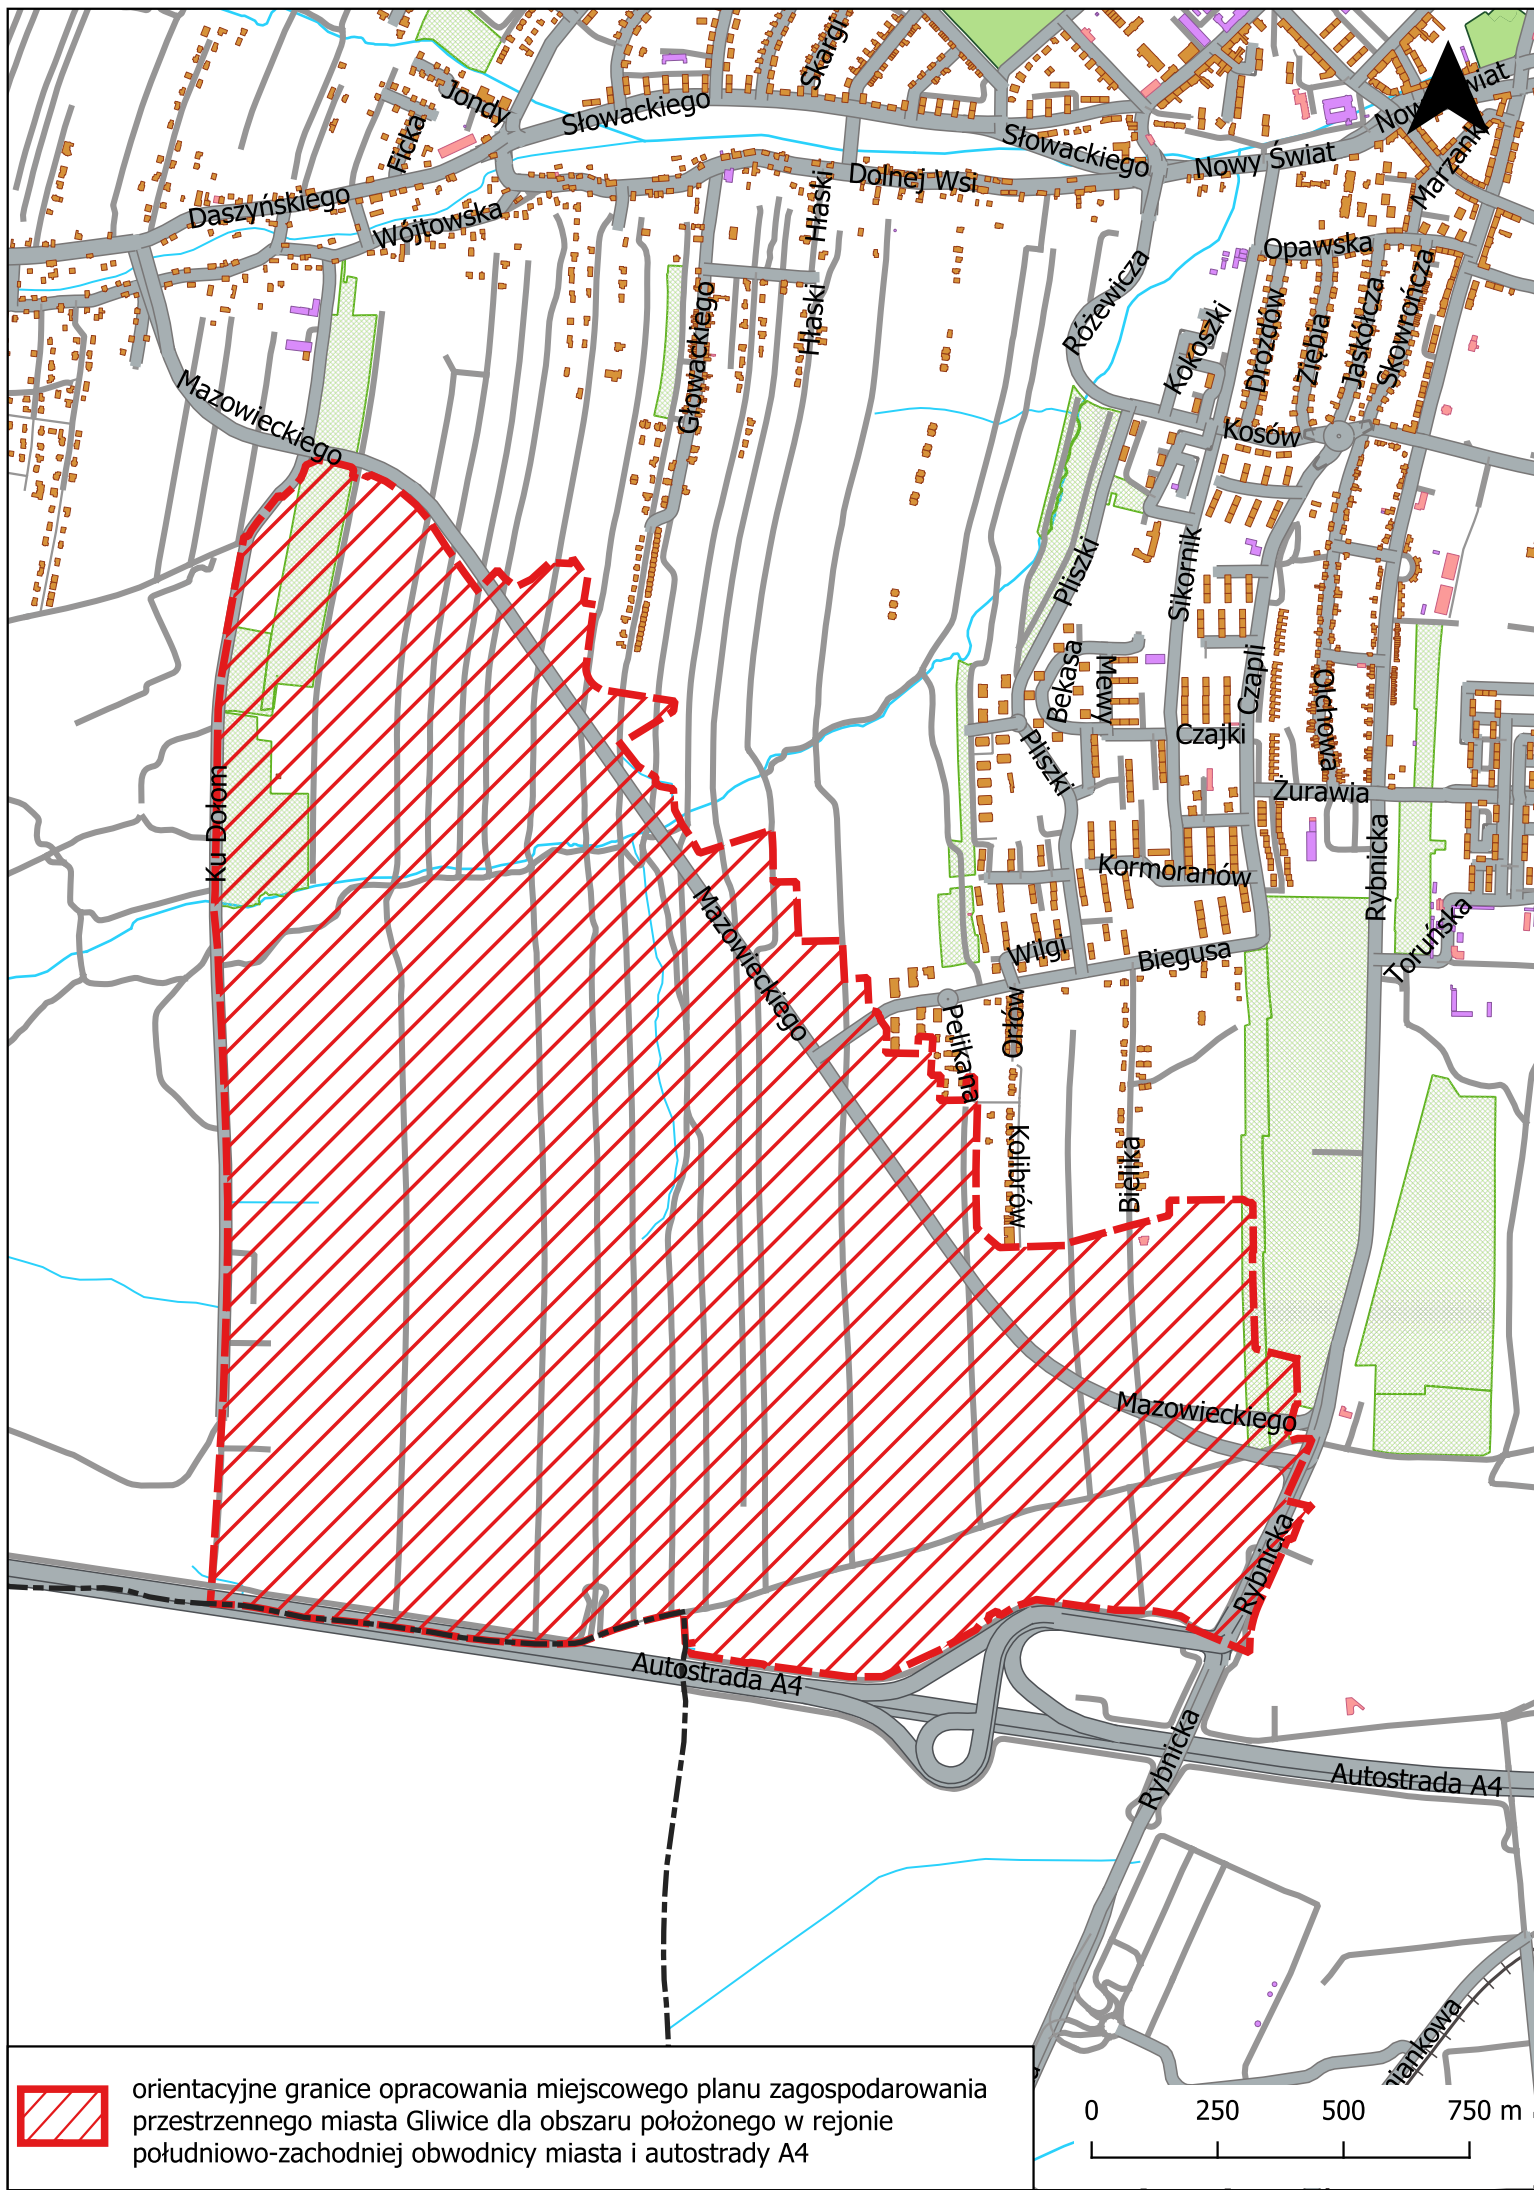 Skargi
Jondy
Słowackiego
Ficka
Słowackiego
Nowy Świat
Marzanki
Dolnej Wsi
Daszyńskiego
Wójtowska
Hłaski
Opawska
Różewicza
Głowackiego
Hłaski
Kokoszki
Drozdów
Ziębia
Jaskółcza
Skowrończa
Mazowieckiego
Kosów
Pliszki
Sikornik
Bekasa
Mewy
Czapli
Olchowa
Pliszki
Czajki
Żurawia
Ku Dołom
Rybnicka
Kormoranów
Mazowieckiego
Wilgi
Biegusa
Toruńska
Pelikana
Orłów
Kolibrów
Bielika
Mazowieckiego
Rybnicka
Autostrada A4
Rybnicka
Autostrada A4
orientacyjne granice opracowania miejscowego planu zagospodarowania
przestrzennego miasta Gliwice dla obszaru położonego w rejonie
południowo-zachodniej obwodnicy miasta i autostrady A4
0 250 500 750 m